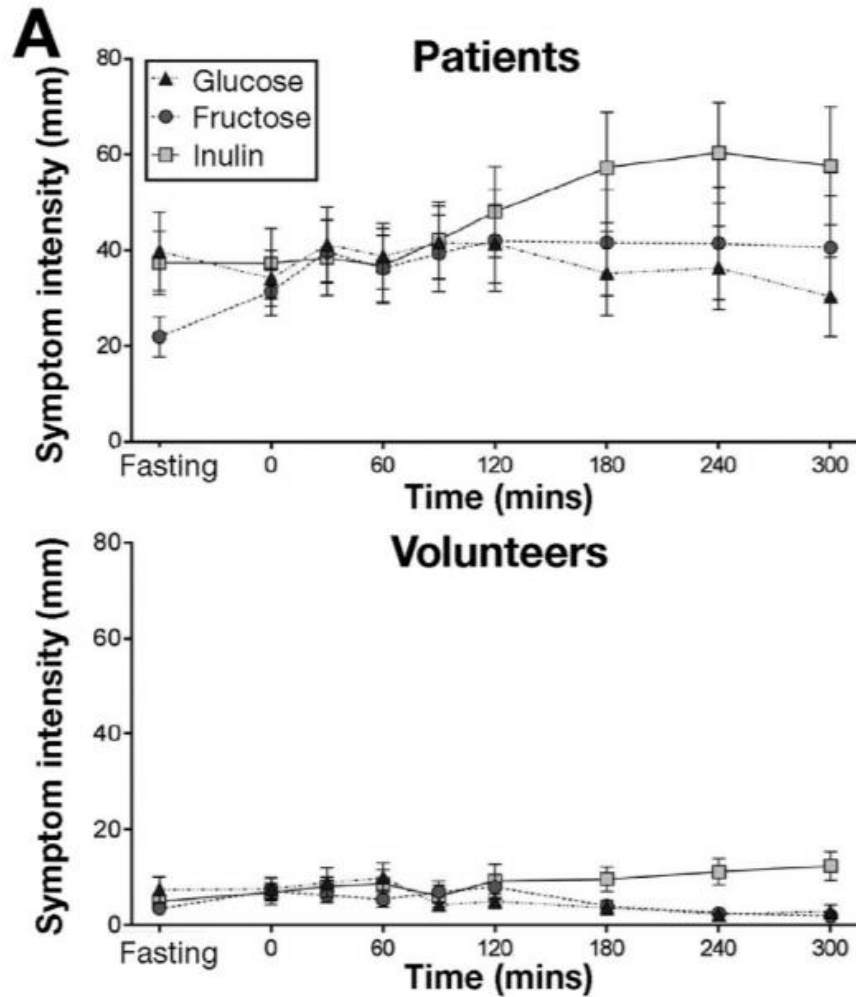 A
Patients
Glucose
Fructose
Inulin
Symptom intensity (mm)
80
60
40
20
0
Fasting 0 60 120 180 240 300
Time (mins)
Volunteers
Symptom intensity (mm)
80
60
40
20
0
Fasting 0 60 120 180 240 300
Time (mins)